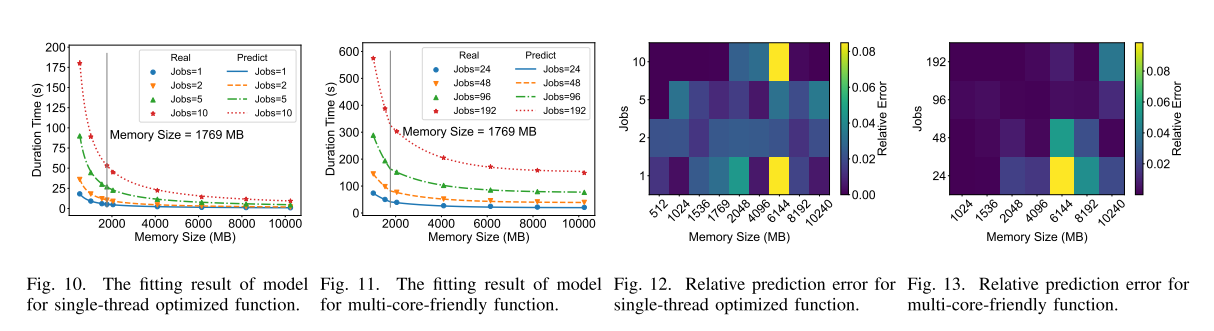 200
175
150
125
100
75
50
25
0
Duration Time (s)
Real
Predict
Jobs=1
Jobs=1
Jobs=2
Jobs=2
Jobs=5
Jobs=5
Jobs=10
Jobs=10
Memory Size = 1769 MB
2000 4000 6000 8000 10000
Memory Size (MB)
600
500
400
300
200
100
0
Duration Time (s)
Real
Predict
Jobs=24
Jobs=24
Jobs=48
Jobs=48
Jobs=96
Jobs=96
Jobs=192
Jobs=192
Memory Size = 1769 MB
2000 4000 6000 8000 10000
Memory Size (MB)
Jobs
10
5
2
1
512 1024 1536 1769 2048 4096 6144 8192 10240
Memory Size (MB)
0.08
0.06
0.04
0.02
0.00
Relative Error
Jobs
192
96
48
24
1024 1536 2048 4096 6144 8192 10240
Memory Size (MB)
0.08
0.06
0.04
0.02
Relative Error
Fig. 10. The fitting result of model
for single-thread optimized function.
Fig. 11. The fitting result of model
for multi-core-friendly function.
Fig. 12. Relative prediction error for
single-thread optimized function.
Fig. 13. Relative prediction error for
multi-core-friendly function.